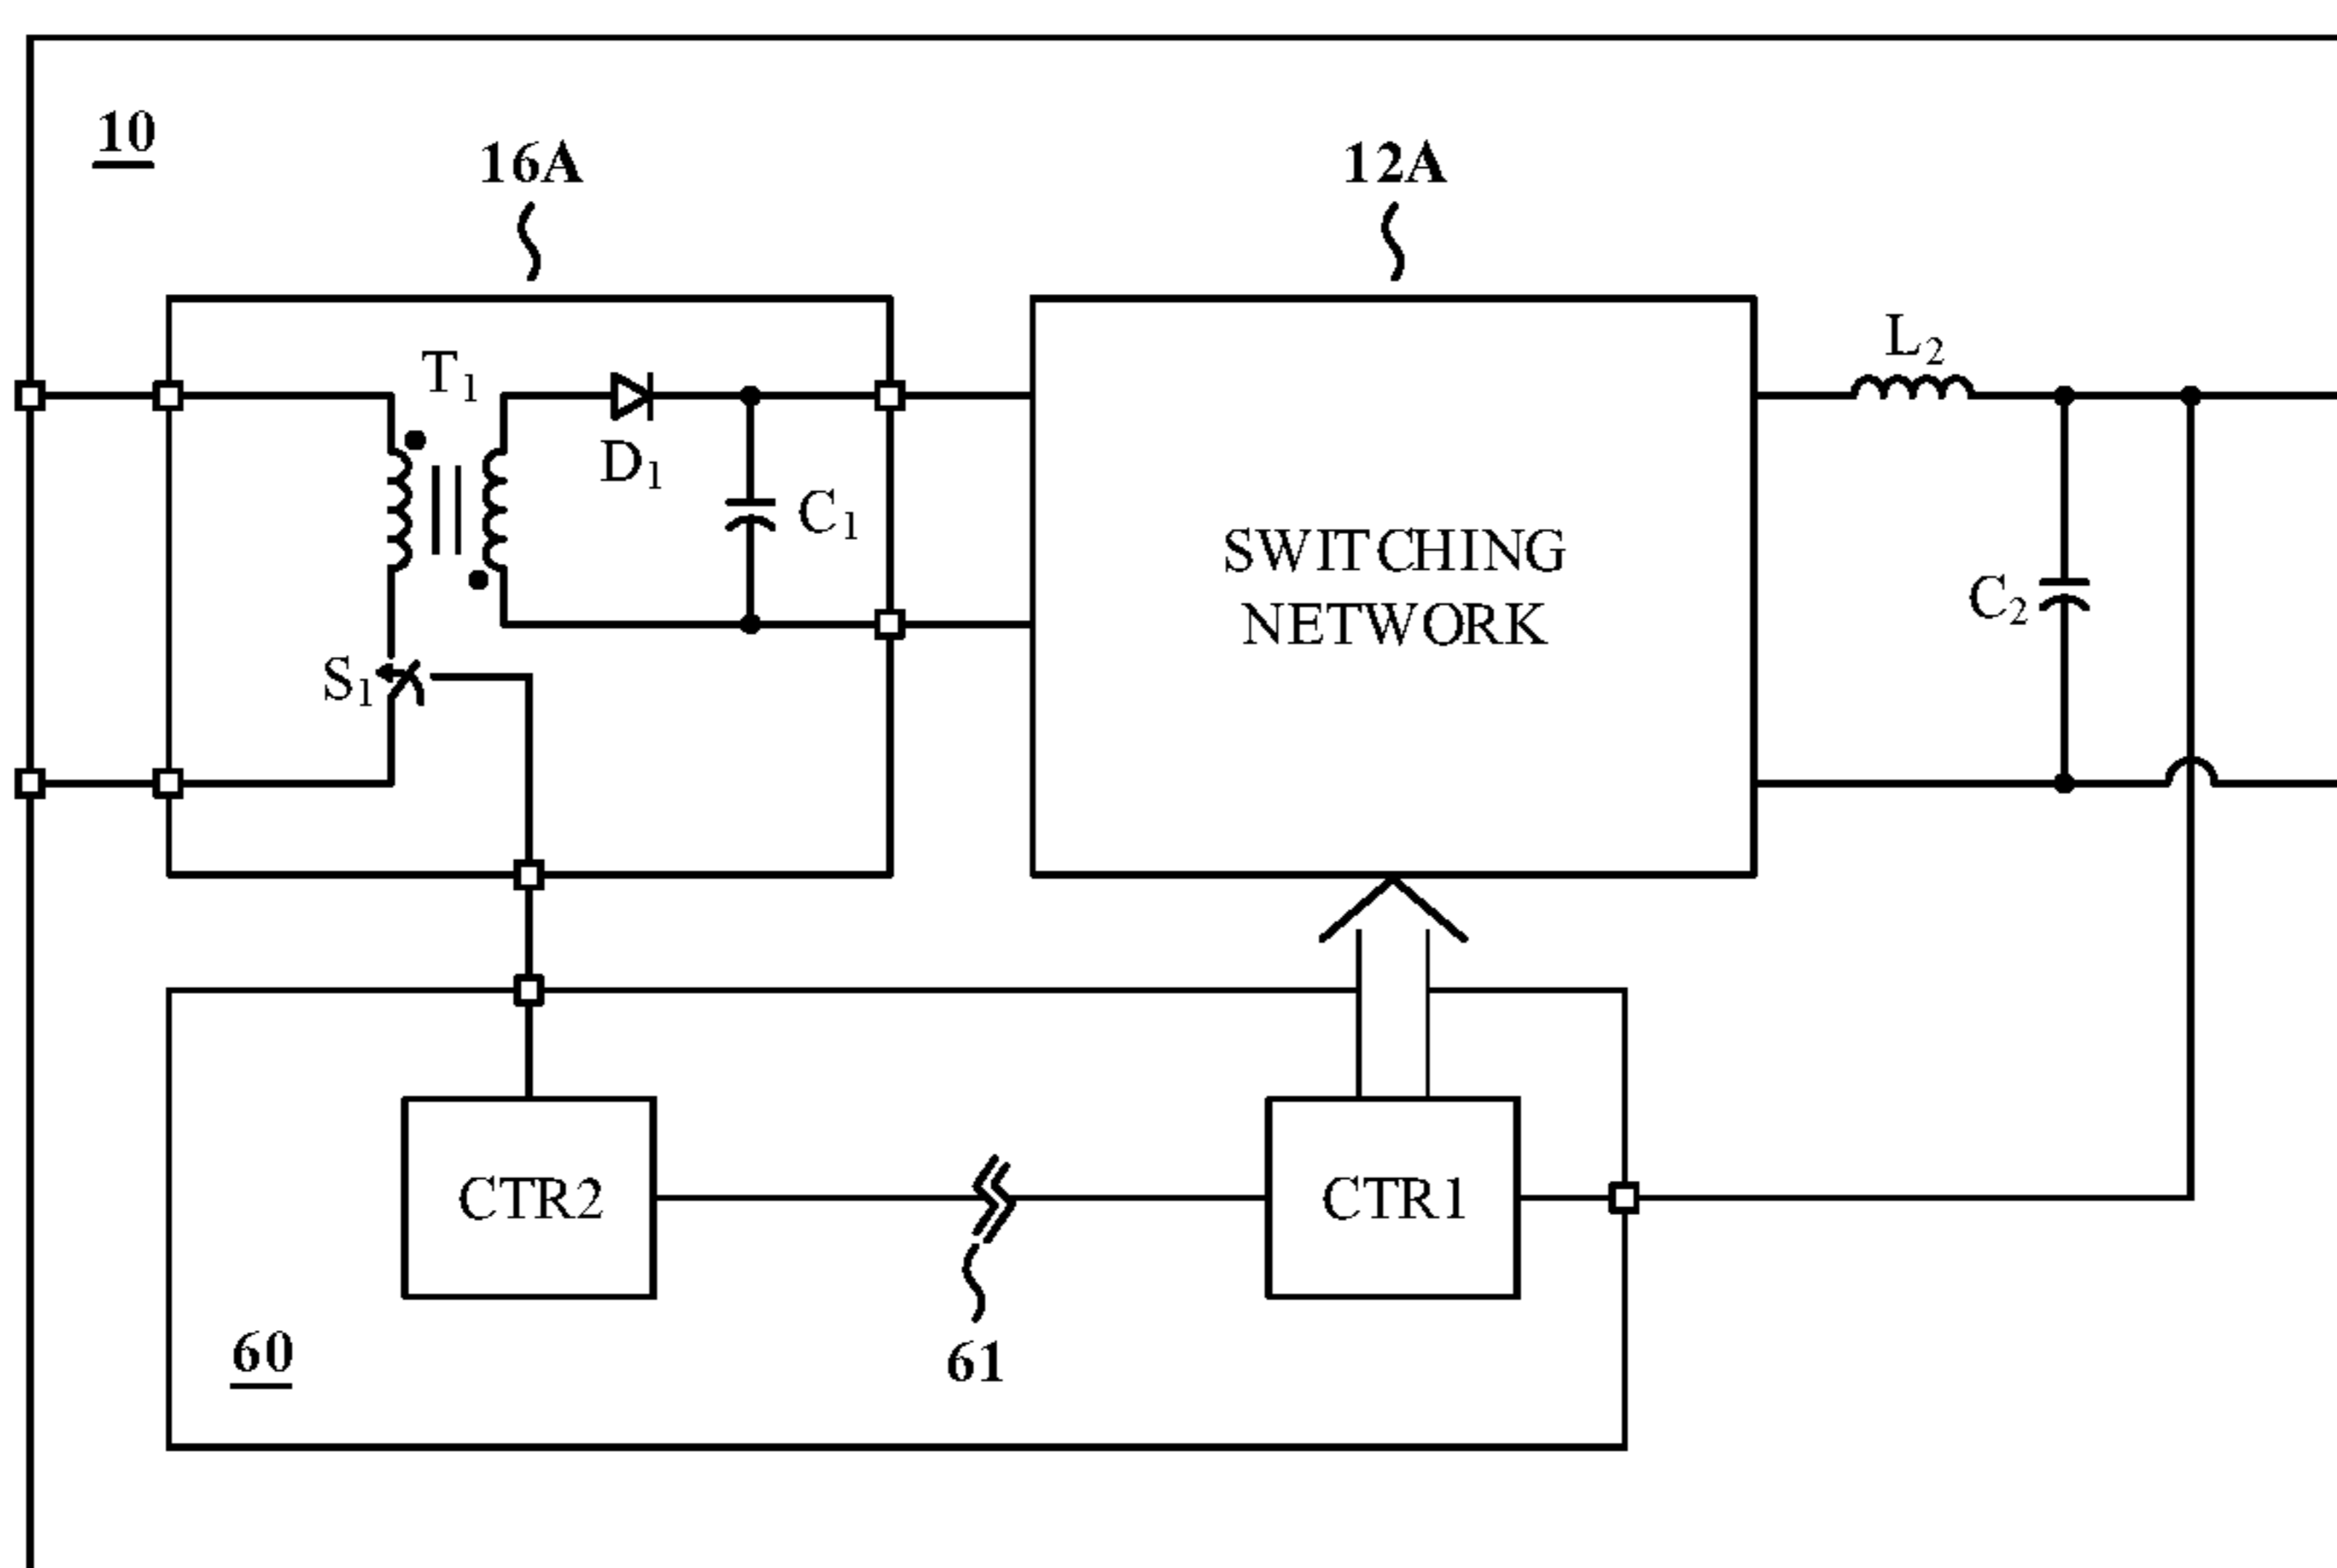 10
16A
12A
T1
L2
D1
C1
SWITCHING
NETWORK
C2
S1
CTR2
CTR1
60
61